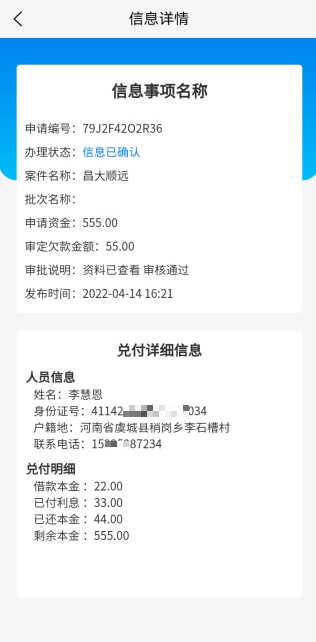 信息详情
信息事项名称
申请编号：79J2F42O2R36
办理状态：信息已确认
案件名称：昌大顺远
批次名称：
申请资金：555.00
审定欠款金额：55.00
审批说明：资料已查看 审核通过
发布时间：2022-04-14 16:21
兑付详细信息
人员信息
姓名：李慧恩
身份证号：41142 034
户籍地：河南省虞城县稍岗乡李石槽村
联系电话：15 87234
兑付明细
借款本金：22.00
已付利息：33.00
已还本金：44.00
剩余本金：555.00